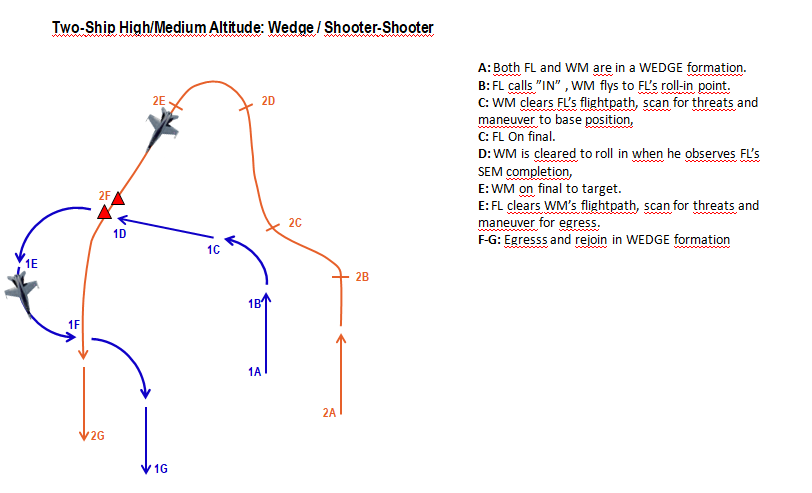 Two-Ship High/Medium Altitude: Wedge / Shooter-Shooter
A: Both FL and WM are in a WEDGE formation.
B: FL calls "IN" , WM flys to FL's roll-in point.
C: WM clears FL's flightpath, scan for threats and
maneuver to base position,
C: FL On final.
D: WM is cleared to roll in when he observes FL's
SEM completion,
E: WM on final to target.
E: FL clears WM's flightpath, scan for threats and
maneuver for egress.
F-G: Egresss and rejoin in WEDGE formation
2E
2D
2F
2C
1D
1C
1E
2B
1B
1F
1A
2A
2G
1G